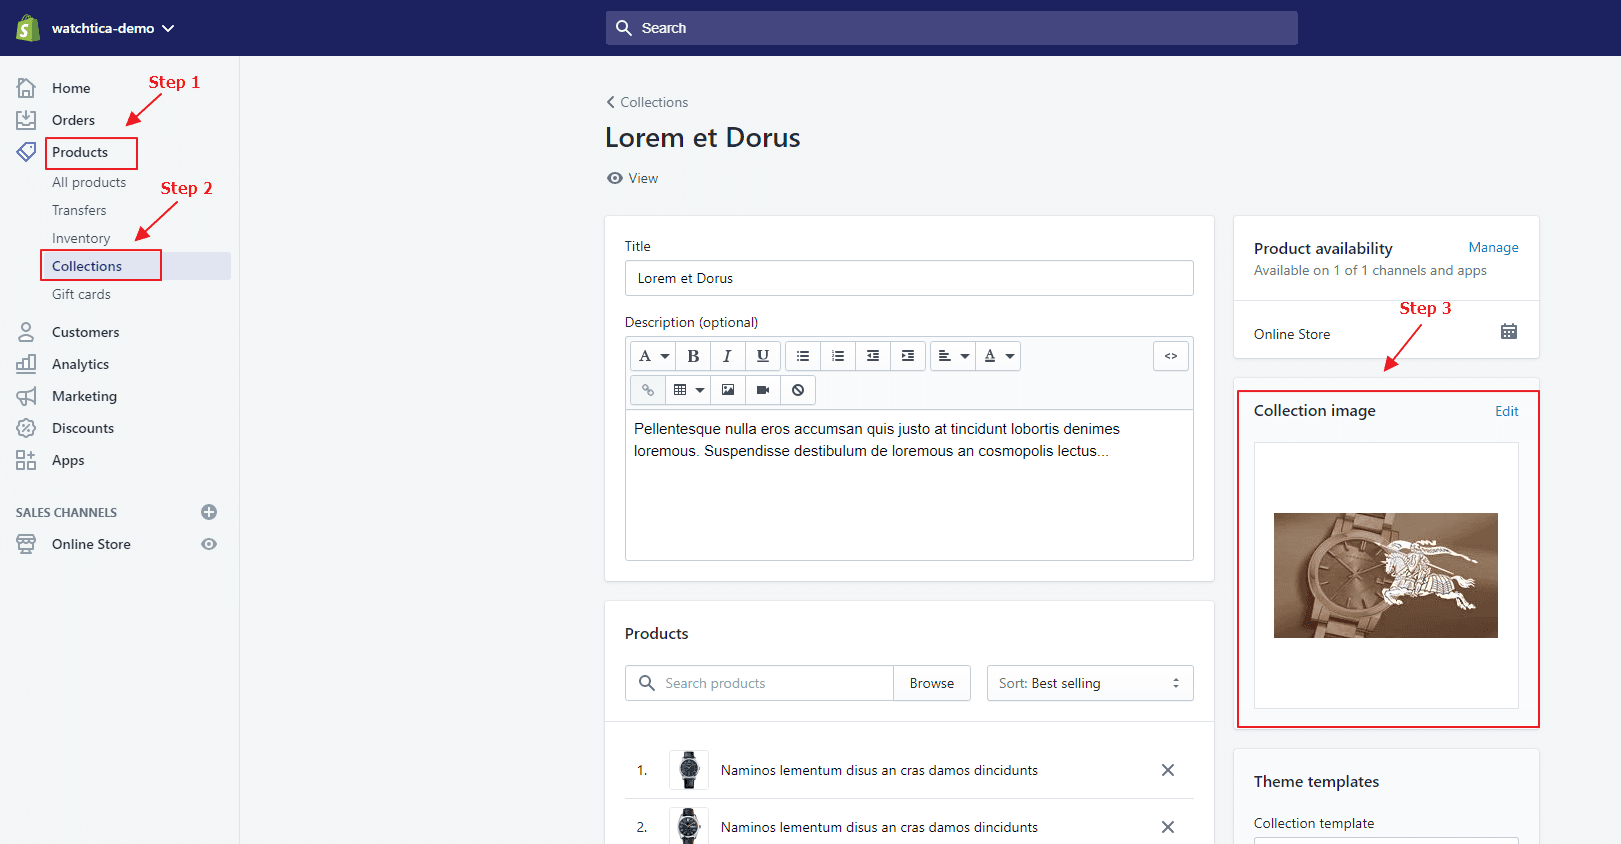 watchtica-demo
Search
Step 1
Home
Orders
Products
All products
Step 2
Transfers
Inventory
Collections
Gift cards
Customers
Analytics
Marketing
Discounts
Apps
SALES CHANNELS
Online Store
Collections
Lorem et Dorus
View
Title
Lorem et Dorus
Description (optional)
A B I U A <>
Pellentesque nulla eros accumsan quis justo at tincidunt lobortis denimes
loremous. Suspendisse destibulum de loremous an cosmopolis lectus...
Products
Search products
Browse
Sort: Best selling
1. Naminos lementum disus an cras damos dincidunts
2. Naminos lementum disus an cras damos dincidunts
Product availability
Manage
Available on 1 of 1 channels and apps
Step 3
Online Store
Collection image
Edit
Theme templates
Collection template